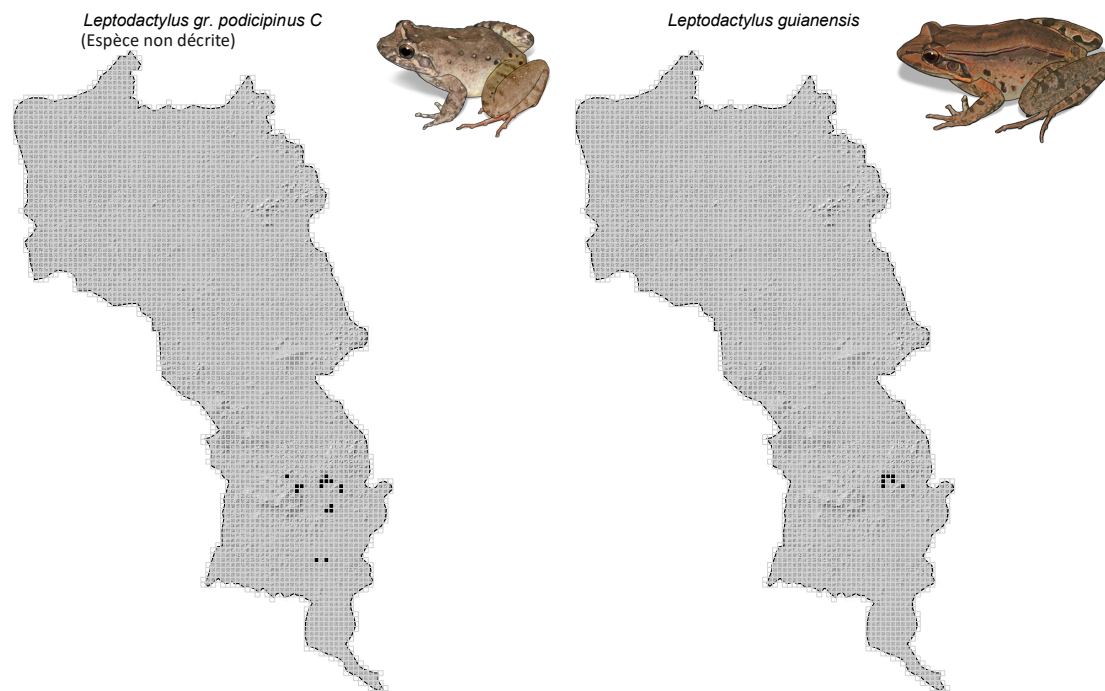 Leptodactylus gr. podicipinus C
(Espèce non décrite)
Leptodactylus guianensis